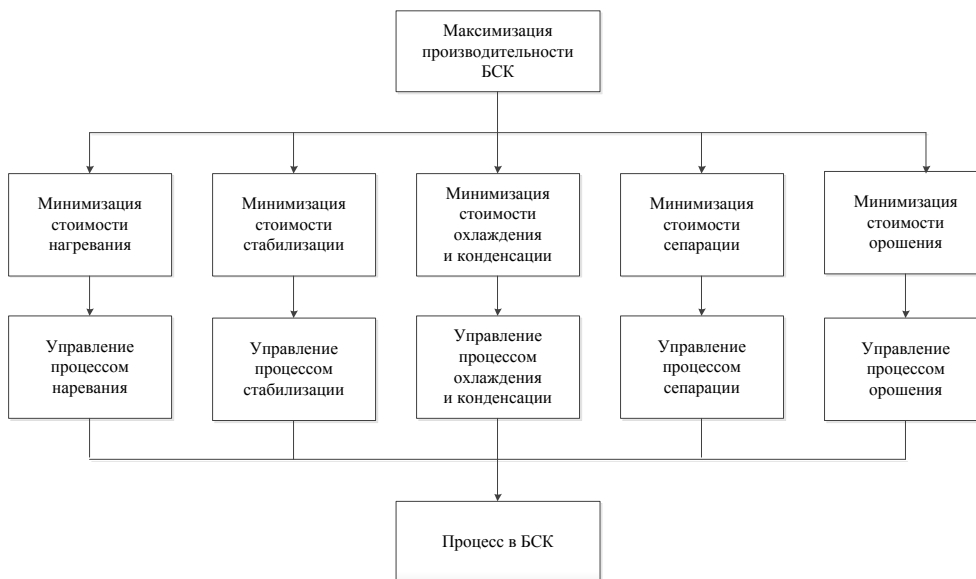 Максимизация
производительности
БСК
Минимизация
стоимости
нагревания
Минимизация
стоимости
стабилизации
Минимизация
стоимости
охлаждения
и конденсации
Минимизация
стоимости
сепарации
Минимизация
стоимости
орошения
Управление
процессом
наревания
Управление
процессом
стабилизации
Управление
процессом
охлаждения
и конденсации
Управление
процессом
сепарации
Управление
процессом
орошения
Процесс в БСК